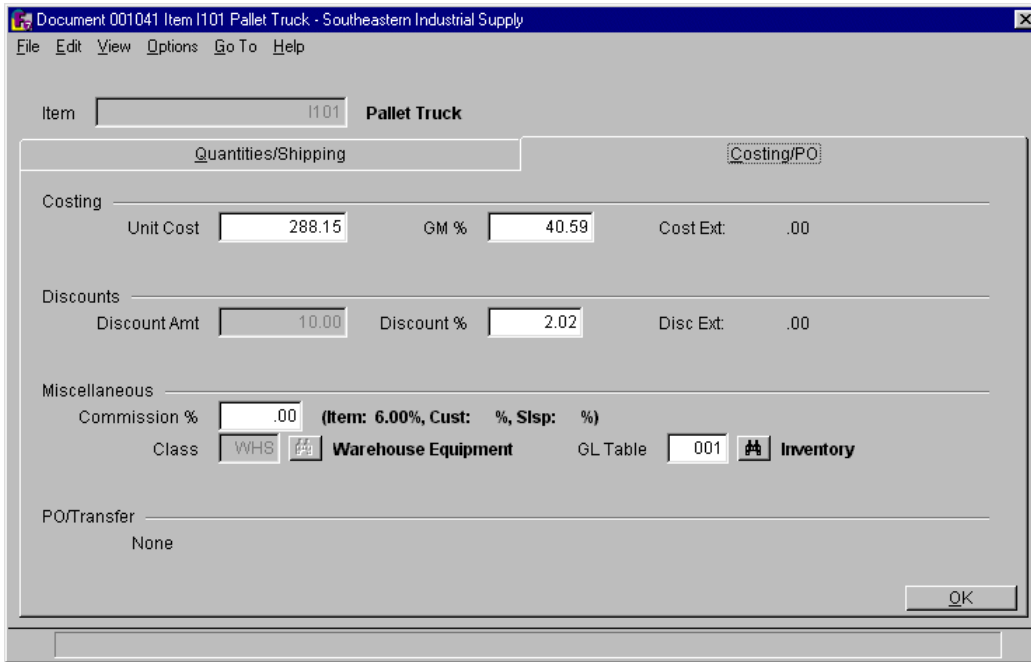 Document 001041 Item I101 Pallet Truck - Southeastern Industrial Supply
File Edit View Options Go To Help
Item I101 Pallet Truck
Quantities/Shipping Costing/PO
Costing
Unit Cost 288.15 GM % 40.59 Cost Ext: .00
Discounts
Discount Amt 10.00 Discount % 2.02 Disc Ext: .00
Miscellaneous
Commission % .00 (Item: 6.00%, Cust: %, Slsp: %)
Class WHS Warehouse Equipment GL Table 001 Inventory
PO/Transfer
None
OK